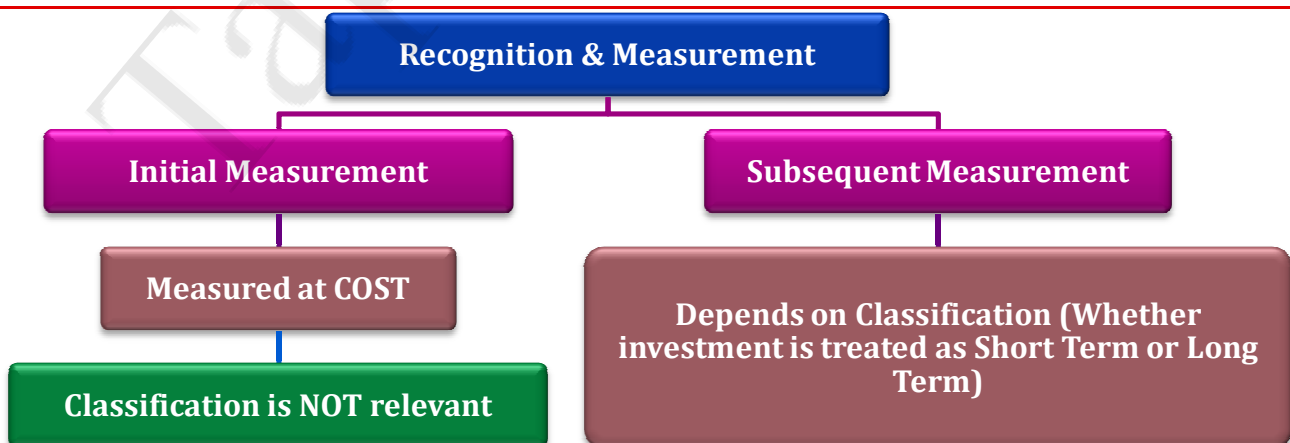 Recognition & Measurement
Initial Measurement
Subsequent Measurement
Measured at COST
Depends on Classification (Whether
investment is treated as Short Term or Long
Term)
Classification is NOT relevant